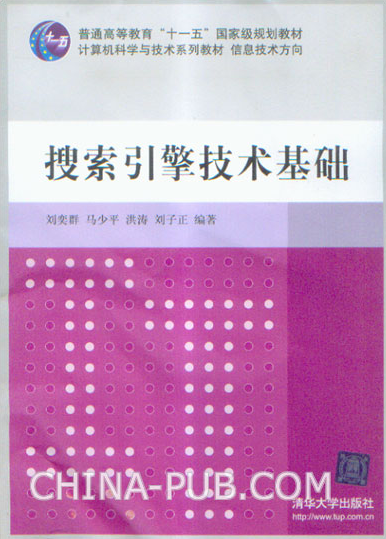 十一五
普通高等教育“十一五”国家级规划教材
计算机科学与技术系列教材 信息技术方向
搜索引擎技术基础
刘奕群 马少平 洪涛 刘子正 编著
CHINA-PUB.COM
清华大学出版社
http://www.tup.com.cn